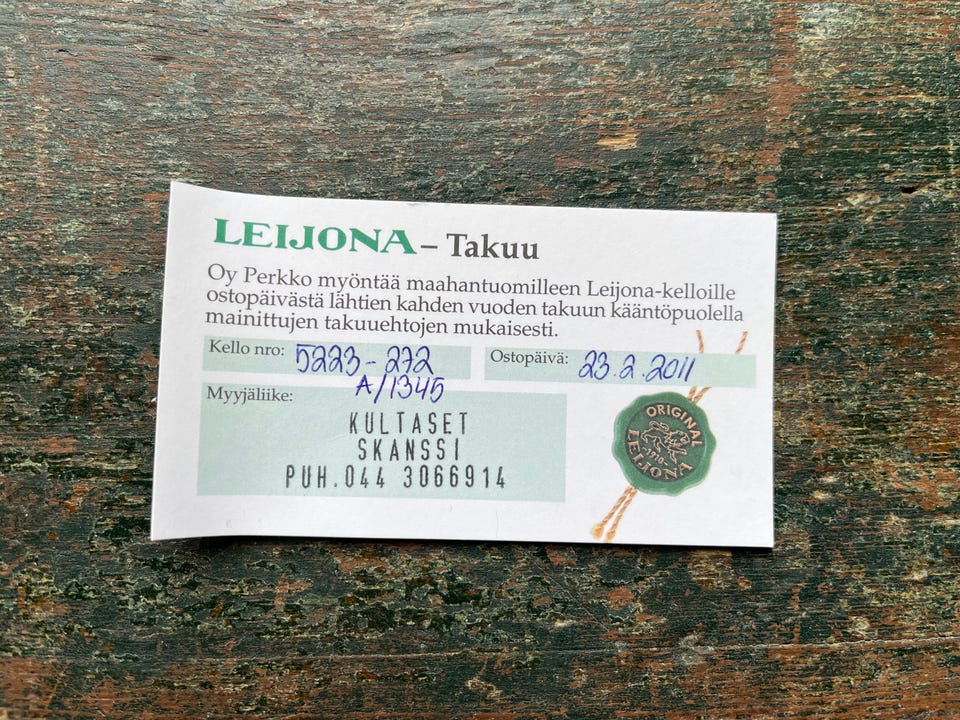 LEIJONA – Takuu
Oy Perkko myöntää maahantuomilleen Leijona-kelloille
ostopäivästä lähtien kahden vuoden takuun kääntöpuolella
mainittujen takuuehtojen mukaisesti.
Kello nro: 5223-272
A/1345
Ostopäivä: 23.2.2011
Myyjäliike:
KULTASET
SKANSSI
PUH.044 3066914
ORIGINAL
LEIJONA